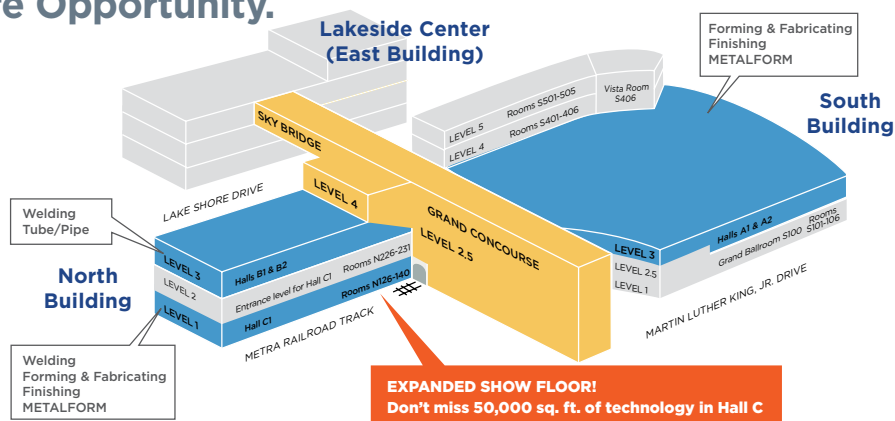 Opportunity.
Lakeside Center
(East Building)
Forming & Fabricating
Finishing
METALFORM
South
Building
LEVEL 5 Rooms S501-505
LEVEL 4 Rooms S401-406
Vista Room
S406
SKY BRIDGE
LEVEL 4
GRAND CONCOURSE
LEVEL 2.5
LAKE SHORE DRIVE
Welding
Tube/Pipe
North
Building
LEVEL 3 Halls B1 & B2
LEVEL 2 Entrance level for Hall C1 Rooms N226-231
LEVEL 1 Hall C1 Rooms N126-140
METRA RAILROAD TRACK
LEVEL 3 Halls A1 & A2
LEVEL 2.5 Grand Ballroom S100 Rooms
S101-106
LEVEL 1
MARTIN LUTHER KING, JR. DRIVE
Welding
Forming & Fabricating
Finishing
METALFORM
EXPANDED SHOW FLOOR!
Don't miss 50,000 sq. ft. of technology in Hall C